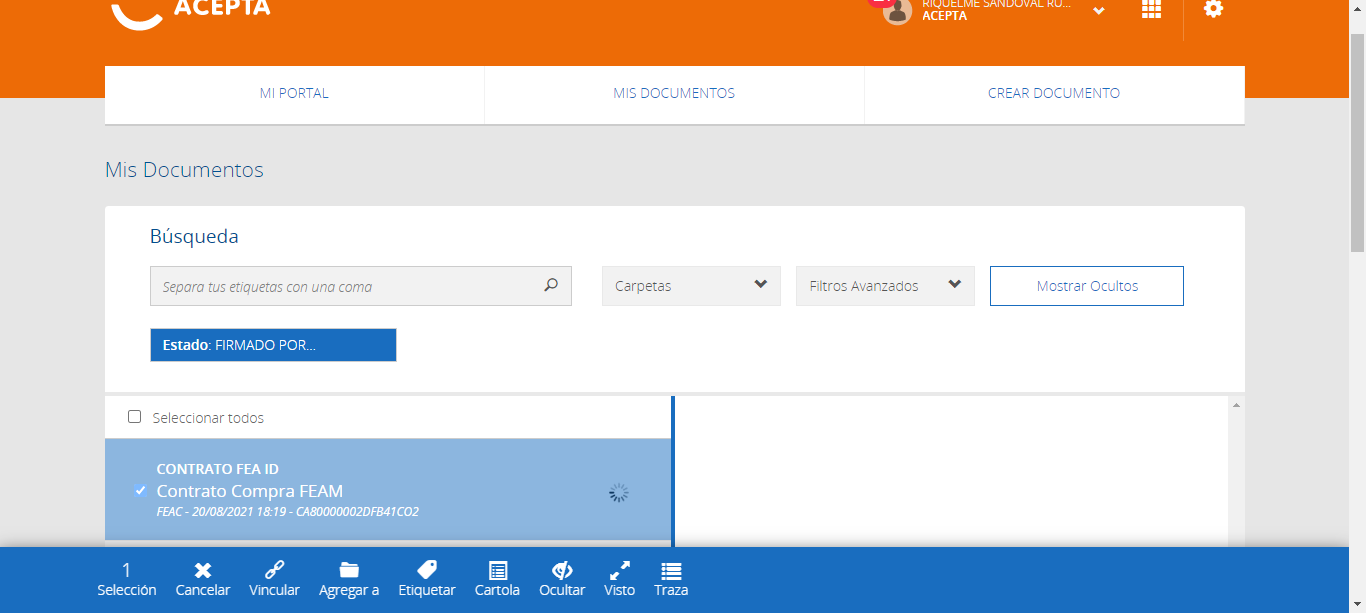 ACEPTA
RIQUELME SANDOVAL RU...
ACEPTA
MI PORTAL
MIS DOCUMENTOS
CREAR DOCUMENTO
Mis Documentos
Búsqueda
Separa tus etiquetas con una coma
Carpetas
Filtros Avanzados
Mostrar Ocultos
Estado: FIRMADO POR...
Seleccionar todos
CONTRATO FEA ID
Contrato Compra FEAM
FEAC - 20/08/2021 18:19 - CA80000002DFB41CO2
1
Selección
Cancelar
Vincular
Agregar a
Etiquetar
Cartola
Ocultar
Visto
Traza